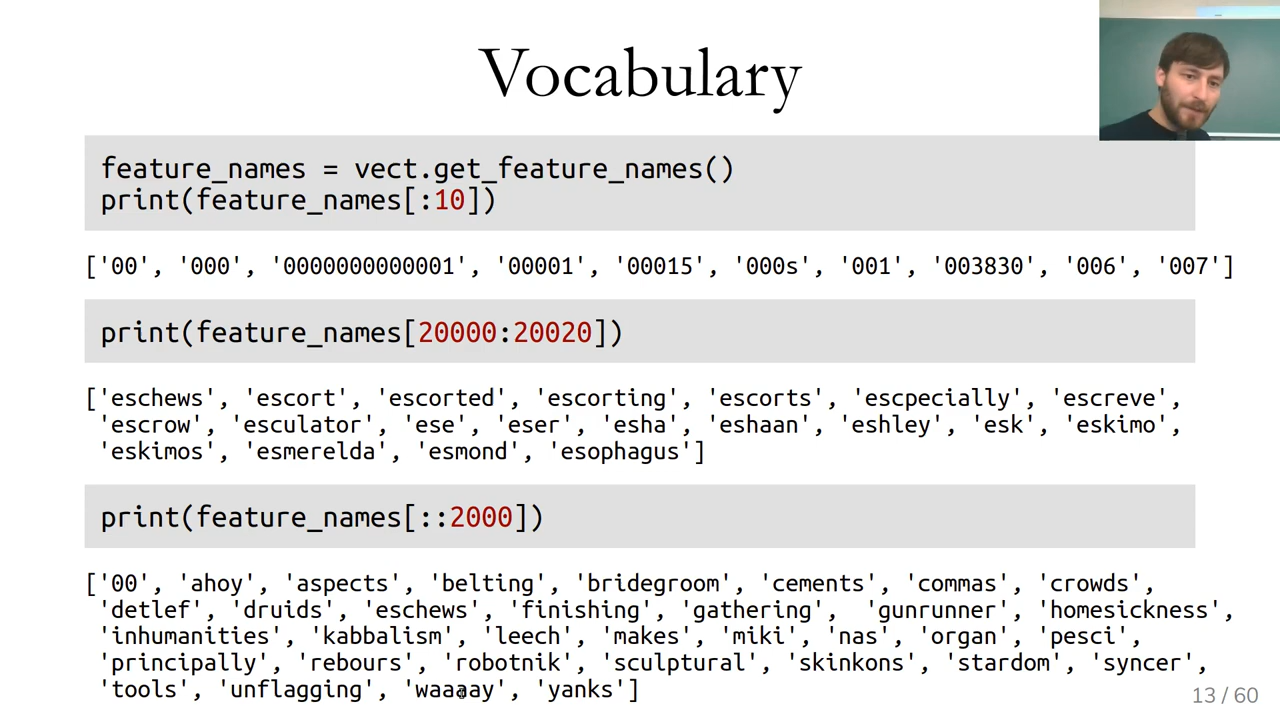 Vocabulary
feature_names = vect.get_feature_names()
print(feature_names[:10])
['00', '000', '0000000000001', '00001', '00015', '000s', '001', '003830', '006', '007']
print(feature_names[20000:20020])
['eschews', 'escort', 'escorted', 'escorting', 'escorts', 'escpecially', 'escreve',
'escrow', 'esculator', 'ese', 'eser', 'esha', 'eshaan', 'eshley', 'esk', 'eskimo',
'eskimos', 'esmerelda', 'esmond', 'esophagus']
print(feature_names[::2000])
['00', 'ahoy', 'aspects', 'belting', 'bridegroom', 'cements', 'commas', 'crowds',
'detlef', 'druids', 'eschews', 'finishing', 'gathering', 'gunrunner', 'homesickness',
'inhumanities', 'kabbalism', 'leech', 'makes', 'miki', 'nas', 'organ', 'pesci',
'principally', 'rebours', 'robotnik', 'sculptural', 'skinkons', 'stardom', 'syncer',
'tools', 'unflagging', 'waaaay', 'yanks']
13 / 60